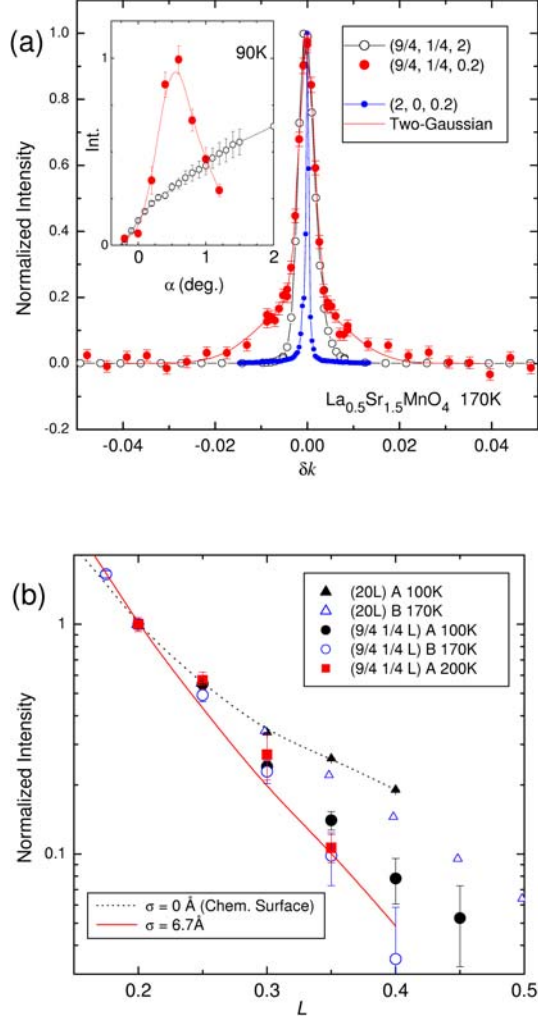 (a)
1.0
0.8
0.6
0.4
0.2
0.0
-0.2
Normalized Intensity
1
0
Int.
90K
0
1
2
α (deg.)
(9/4, 1/4, 2)
(9/4, 1/4, 0.2)
(2, 0, 0.2)
Two-Gaussian
La0.5Sr1.5MnO4 170K
-0.04
-0.02
0.00
0.02
0.04
δk
(b)
1
0.1
Normalized Intensity
(20L) A 100K
(20L) B 170K
(9/4 1/4 L) A 100K
(9/4 1/4 L) B 170K
(9/4 1/4 L) A 200K
σ = 0 Å (Chem. Surface)
σ = 6.7Å
0.2
0.3
0.4
0.5
L